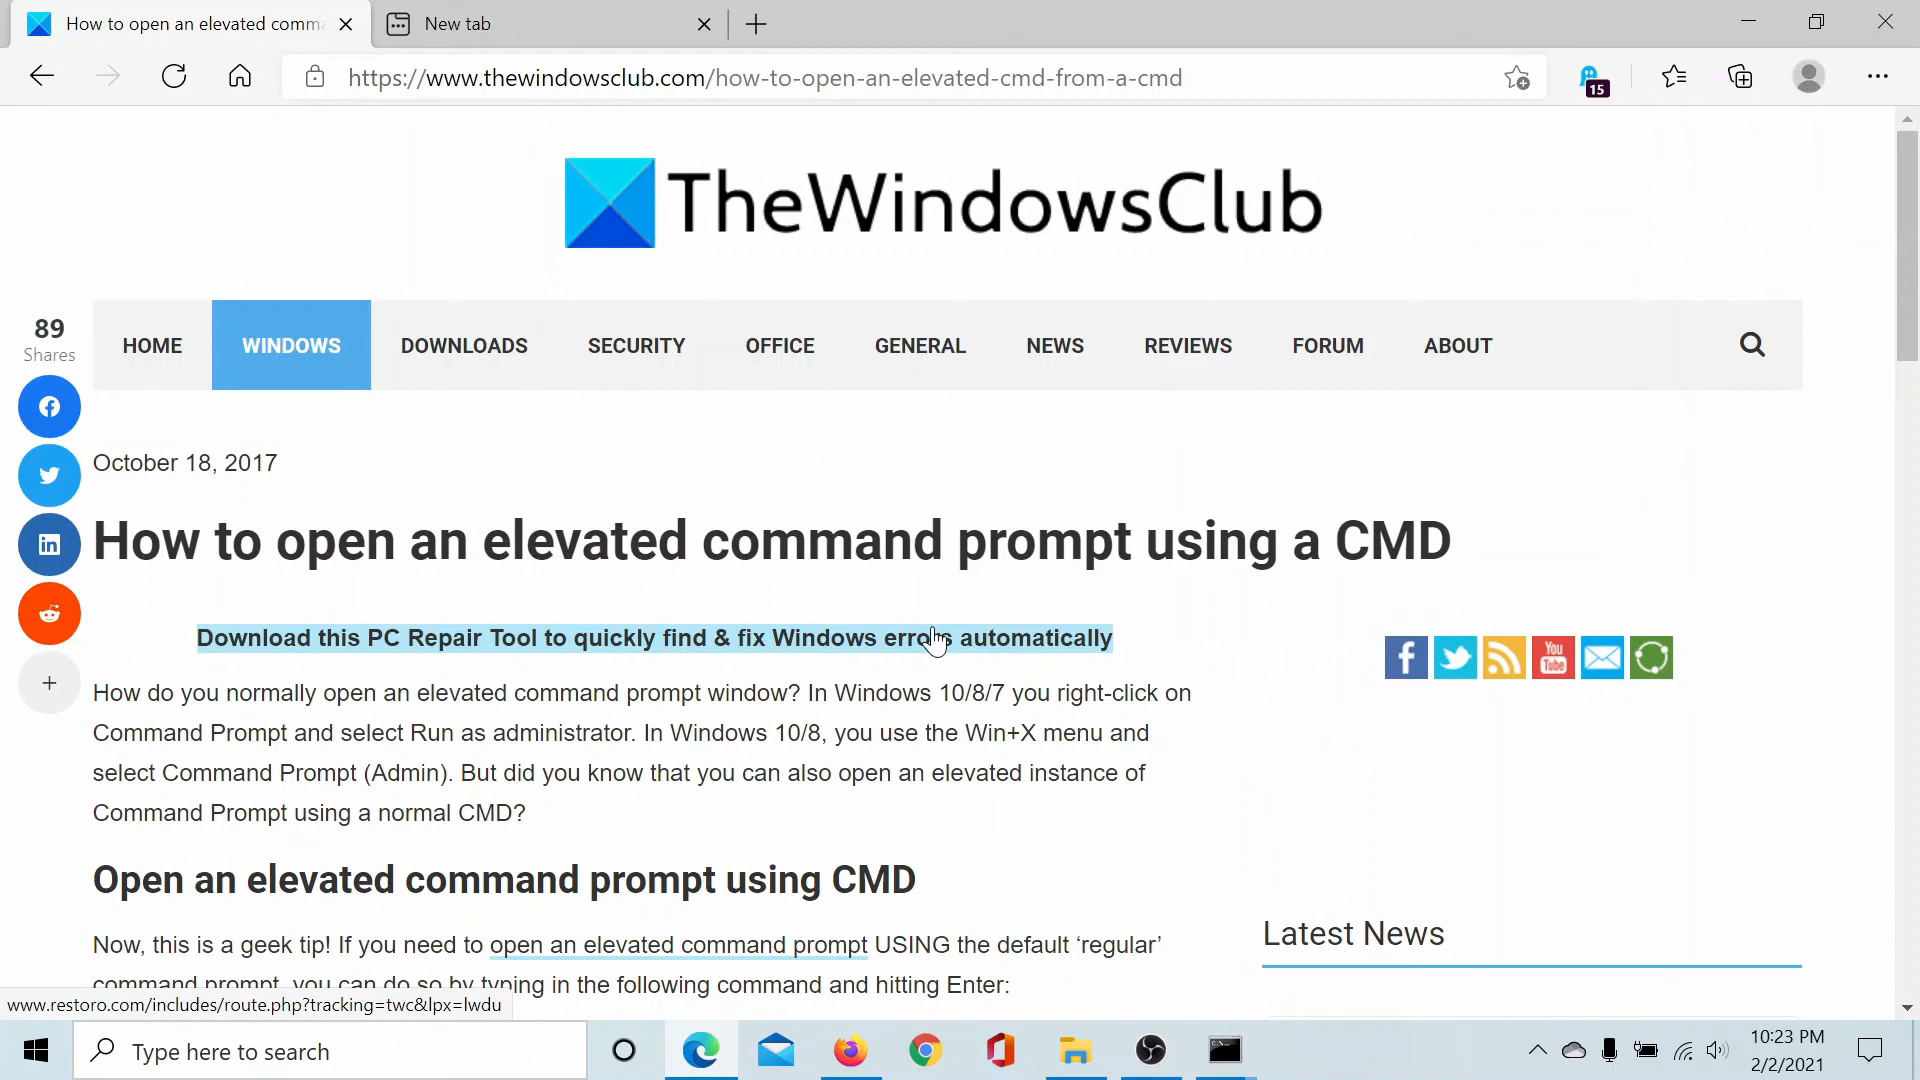 How to open an elevated comma
New tab
https://www.thewindowsclub.com/how-to-open-an-elevated-cmd-from-a-cmd
15
TheWindowsClub
HOME WINDOWS DOWNLOADS SECURITY OFFICE GENERAL NEWS REVIEWS FORUM ABOUT
89
Shares
October 18, 2017
How to open an elevated command prompt using a CMD
Download this PC Repair Tool to quickly find & fix Windows errors automatically
You
Tube
How do you normally open an elevated command prompt window? In Windows 10/8/7 you right-click on
Command Prompt and select Run as administrator. In Windows 10/8, you use the Win+X menu and
select Command Prompt (Admin). But did you know that you can also open an elevated instance of
Command Prompt using a normal CMD?
Open an elevated command prompt using CMD
Latest News
Now, this is a geek tip! If you need to open an elevated command prompt USING the default ‘regular’
command prompt, you can do so by typing in the following command and hitting Enter:
www.restoro.com/includes/route.php?tracking=twc&lpx=lwdu
Type here to search
10:23 PM
2/2/2021